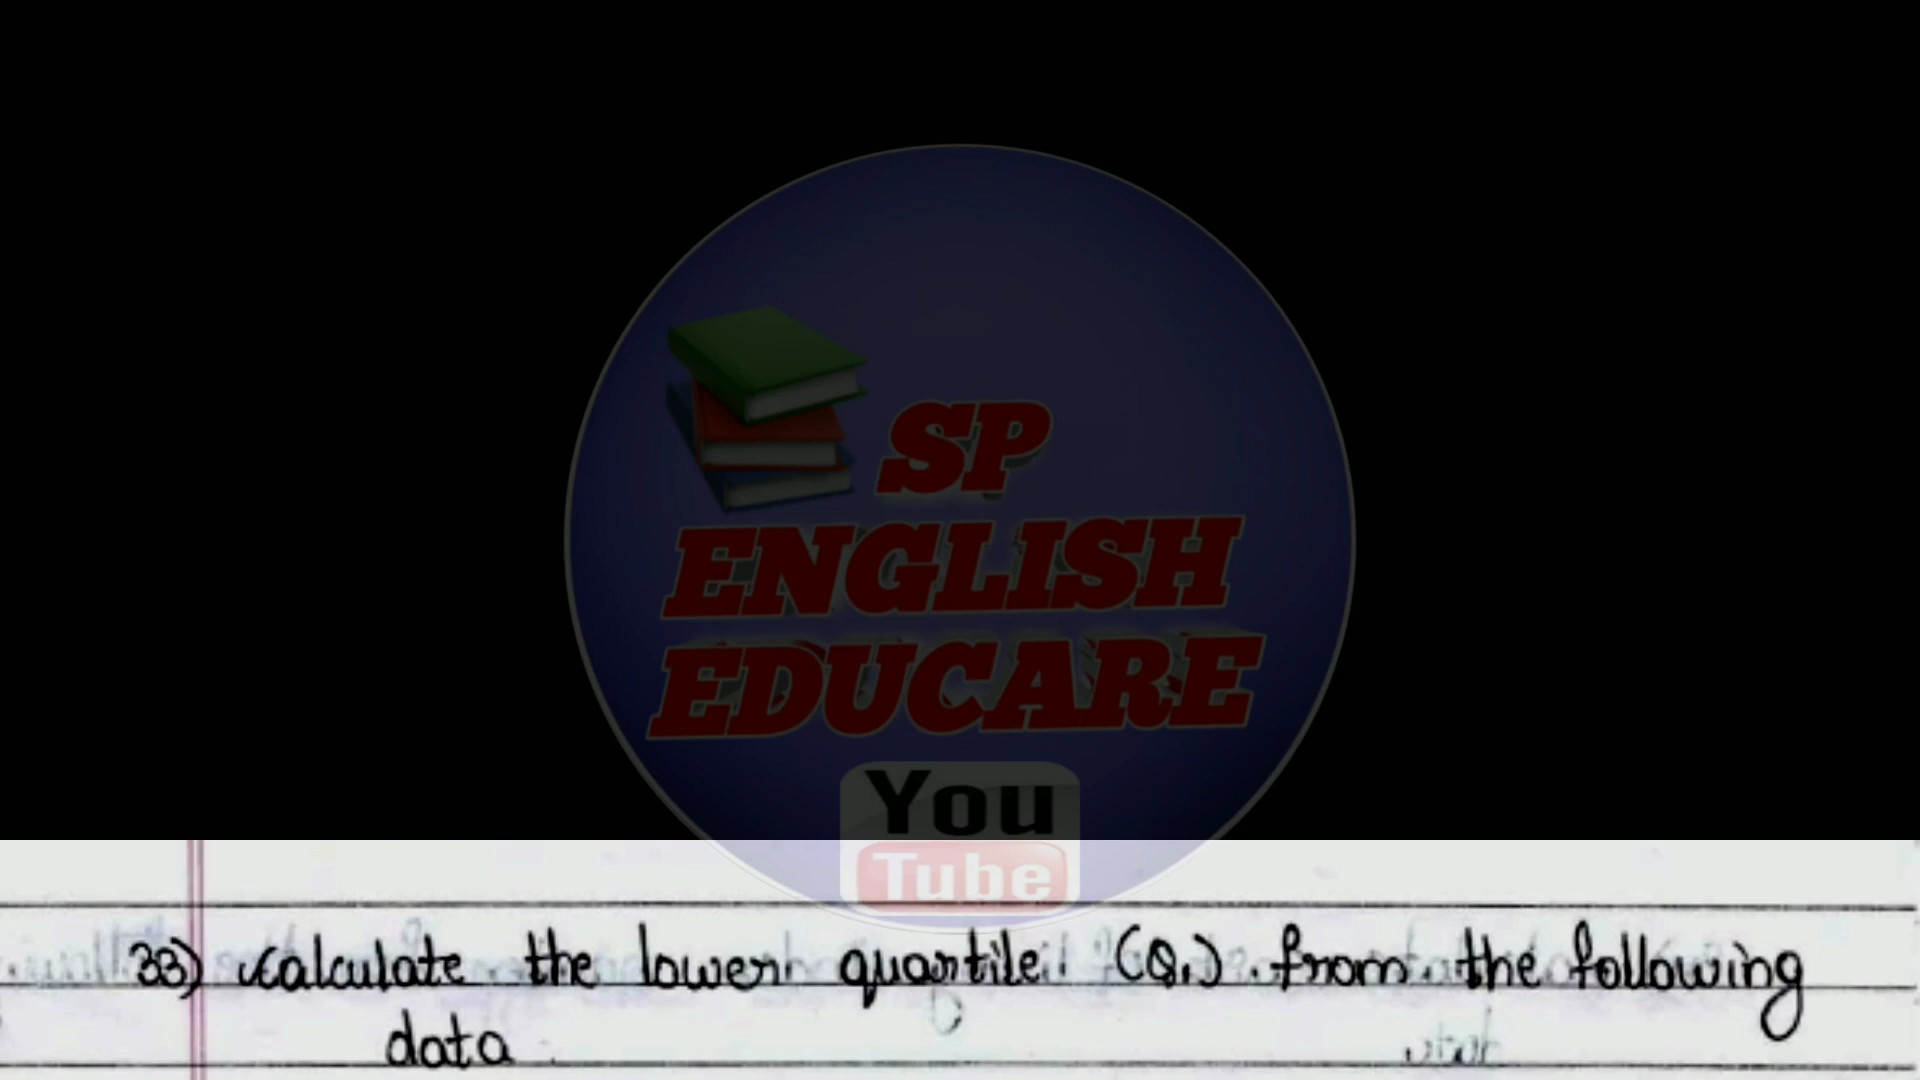 SP
ENGLISH
EDUCARE
You
Tube
33) Calculate the lower quartile (Q₁) from the following
data